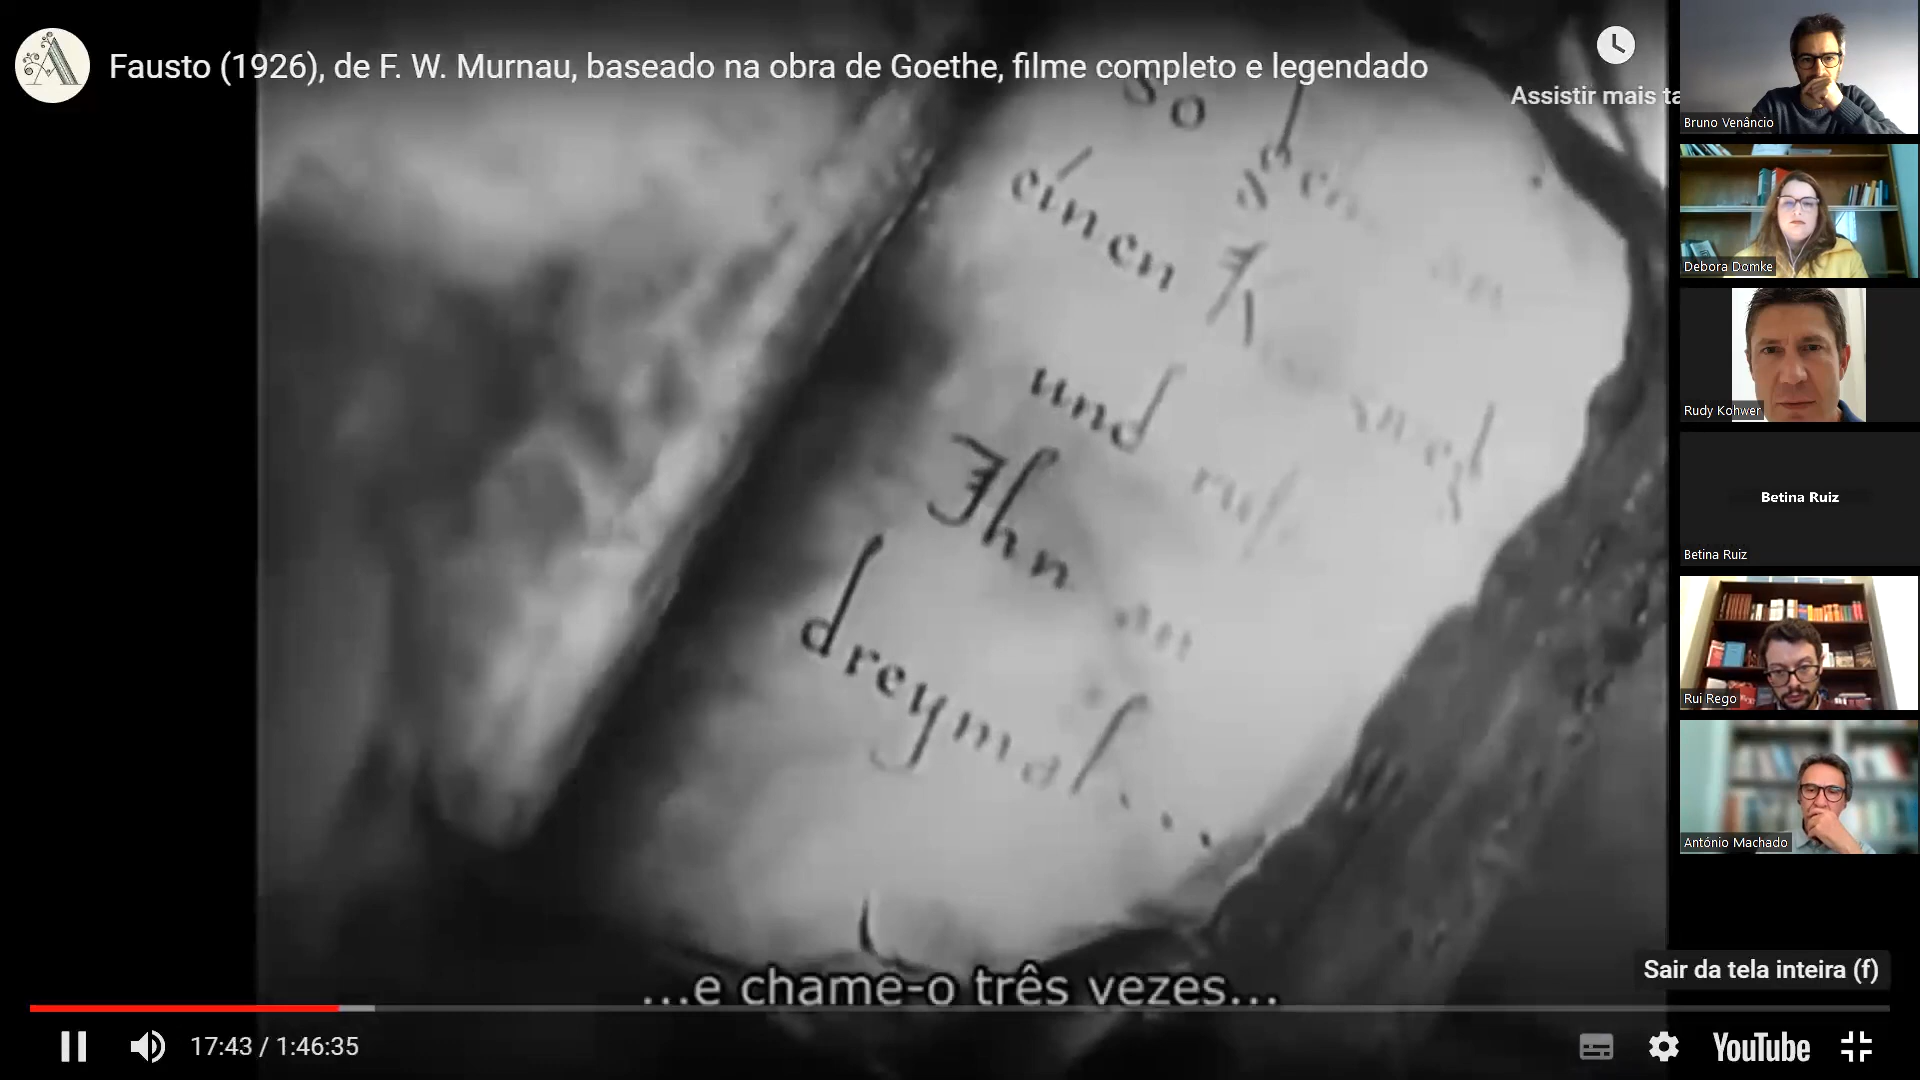 Fausto (1926), de F. W. Murnau, baseado na obra de Goethe, filme completo e legendado
Assistir mais ta
so
einen
und ruf
Ihn an
dreymal...
...e chame-o três vezes...
Sair da tela inteira (f)
17:43 / 1:46:35
YouTube
Bruno Venâncio
Debora Domke
Rudy Kohwer
Betina Ruiz
Betina Ruiz
Rui Rego
António Machado